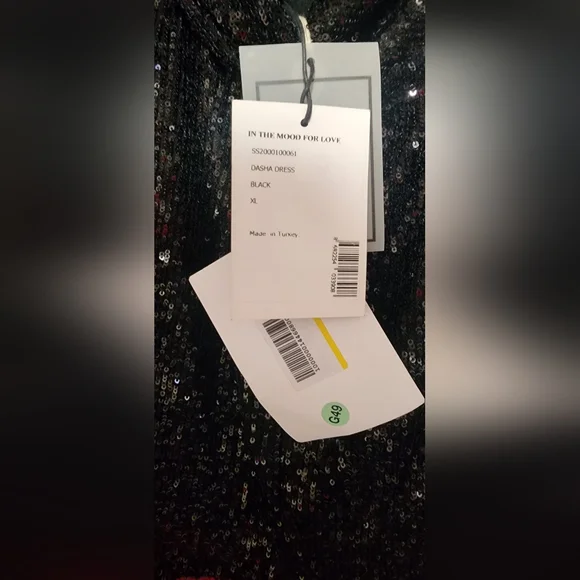 IN THE MOOD FOR LOVE
SS2000100061
DASHA DRESS
BLACK
XL
Made in Turkey
G49